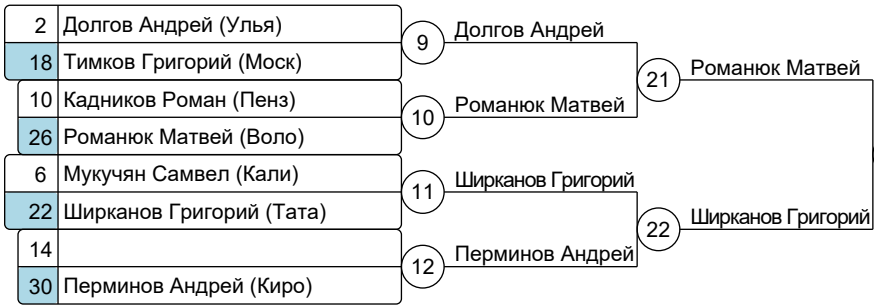 2 Долгов Андрей (Улья)
18 Тимков Григорий (Моск)
10 Кадников Роман (Пенз)
26 Романюк Матвей (Воло)
6 Мукучян Самвел (Кали)
22 Ширканов Григорий (Тата)
14
30 Перминов Андрей (Киро)
9 Долгов Андрей
10 Романюк Матвей
11 Ширканов Григорий
12 Перминов Андрей
21 Романюк Матвей
22 Ширканов Григорий